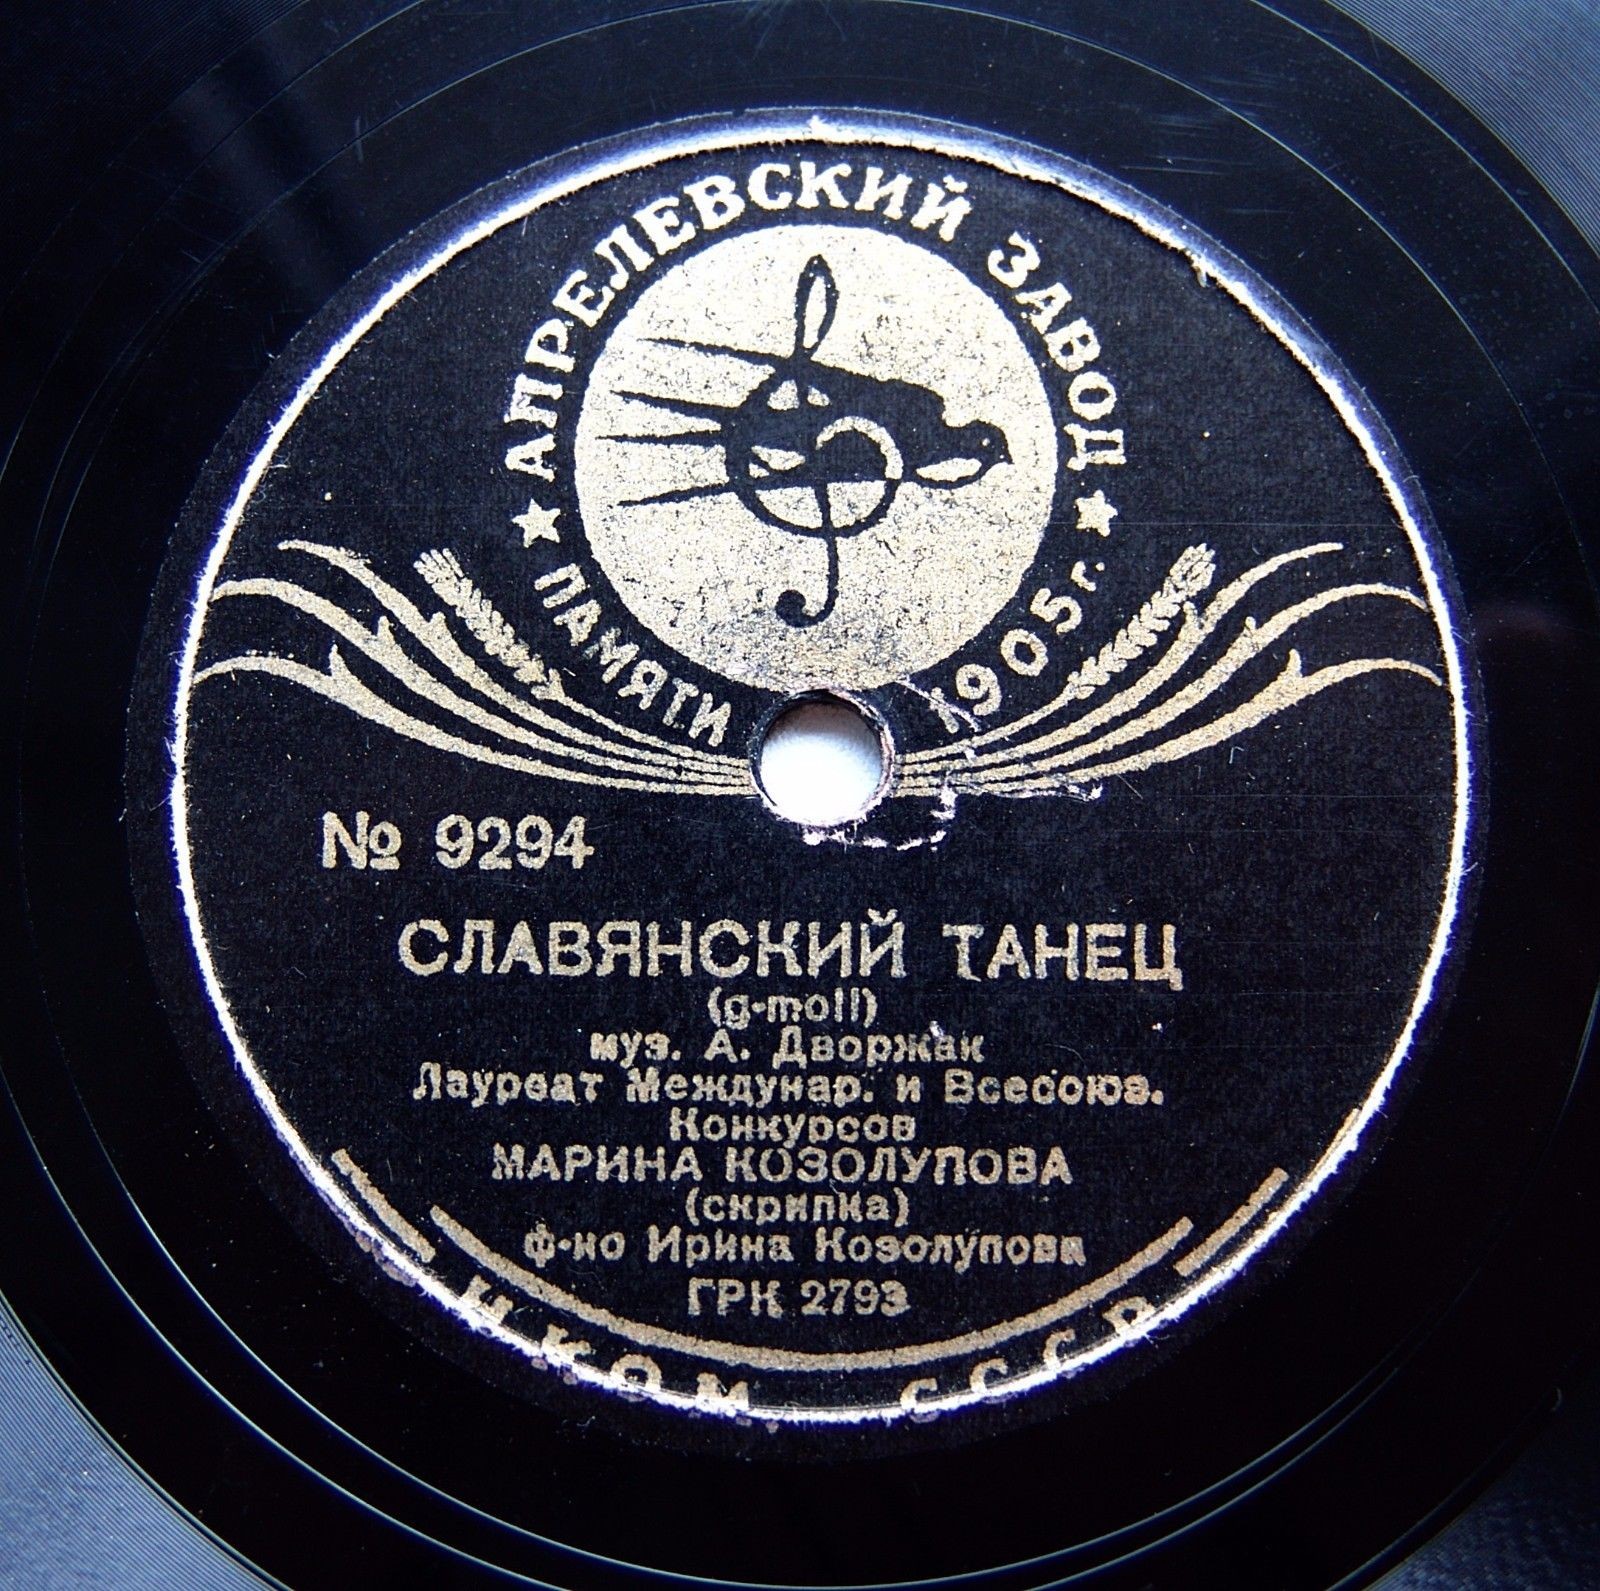 АПРЕЛЕВСКИЙ ЗАВОД
ПАМЯТИ 1905 г.
№ 9294
СЛАВЯНСКИЙ ТАНЕЦ
(g-moll)
муз. А. Дворжак
Лауреат Междунар. и Всесоюз.
Конкурсов
МАРИНА КОЗОЛУПОВА
(скрипка)
ф-но Ирина Козолупова
ГРК 2793
НКОМ СССР